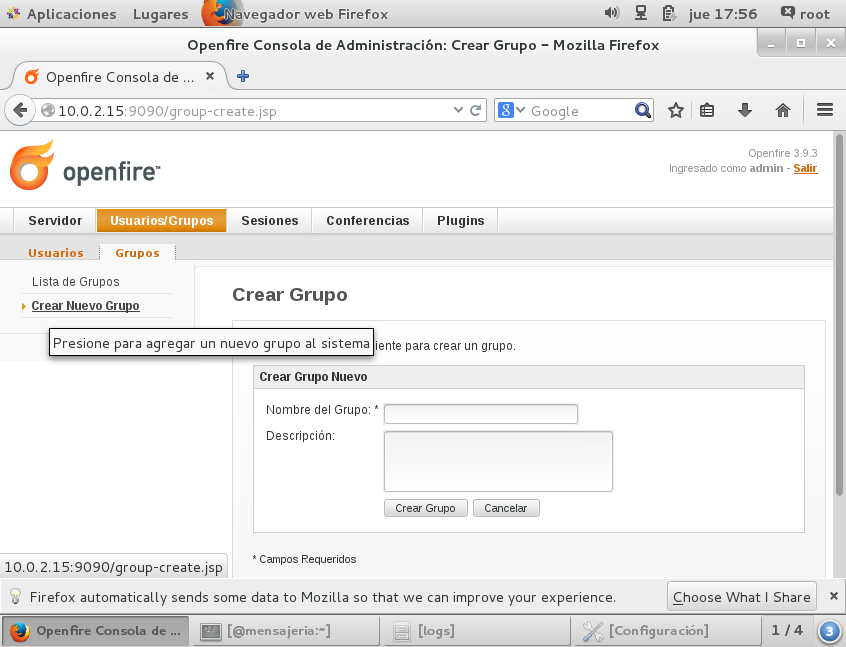 Aplicaciones Lugares Navegador web Firefox jue 17:56 root
Openfire Consola de Administración: Crear Grupo – Mozilla Firefox
Openfire Consola de ...
10.0.2.15:9090/group-create.jsp Google
openfire™
Openfire 3.9.3
Ingresado como admin - Salir
Servidor Usuarios/Grupos Sesiones Conferencias Plugins
Usuarios Grupos
Lista de Grupos
Crear Nuevo Grupo
Crear Grupo
Presione para agregar un nuevo grupo al sistema
para crear un grupo.
Crear Grupo Nuevo
Nombre del Grupo: *
Descripción:
Crear Grupo Cancelar
* Campos Requeridos
10.0.2.15:9090/group-create.jsp
Firefox automatically sends some data to Mozilla so that we can improve your experience. Choose What I Share
Openfire Consola de ... [@mensajeria:~] [logs] [Configuración] 1 / 4 3